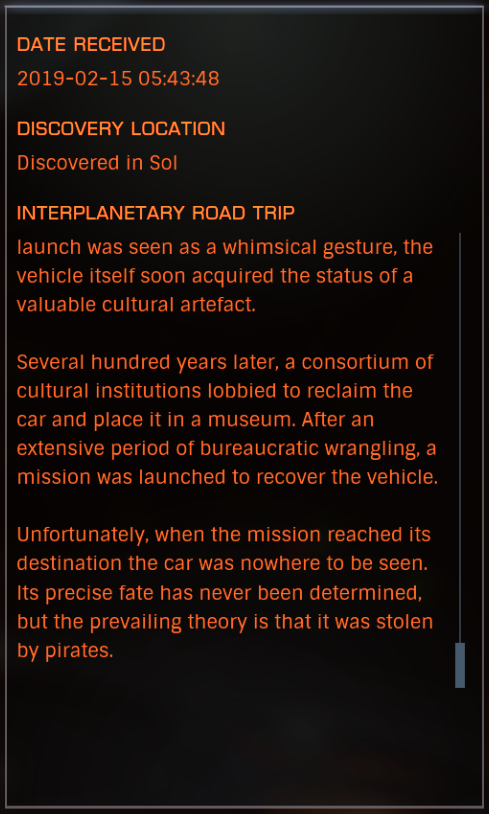 DATE RECEIVED
2019-02-15 05:43:48
DISCOVERY LOCATION
Discovered in Sol
INTERPLANETARY ROAD TRIP
launch was seen as a whimsical gesture, the
vehicle itself soon acquired the status of a
valuable cultural artefact.
Several hundred years later, a consortium of
cultural institutions lobbied to reclaim the
car and place it in a museum. After an
extensive period of bureaucratic wrangling, a
mission was launched to recover the vehicle.
Unfortunately, when the mission reached its
destination the car was nowhere to be seen.
Its precise fate has never been determined,
but the prevailing theory is that it was stolen
by pirates.